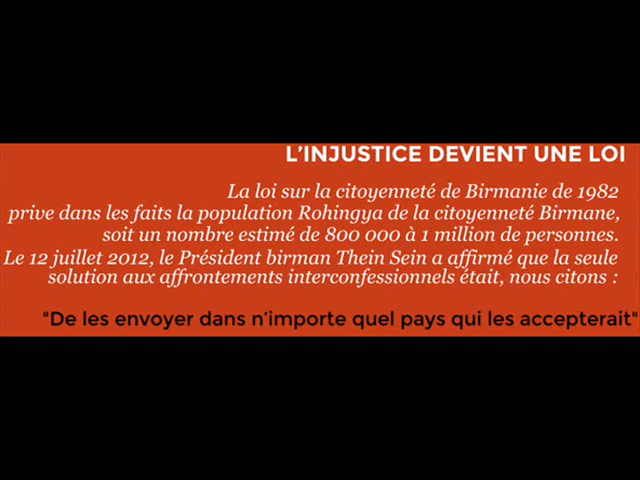 L'INJUSTICE DEVIENT UNE LOI
La loi sur la citoyenneté de Birmanie de 1982
prive dans les faits la population Rohingya de la citoyenneté Birmane,
soit un nombre estimé de 800 000 à 1 million de personnes.
Le 12 juillet 2012, le Président birman Thein Sein a affirmé que la seule
solution aux affrontements interconfessionnels était, nous citons :
"De les envoyer dans n'importe quel pays qui les accepterait"